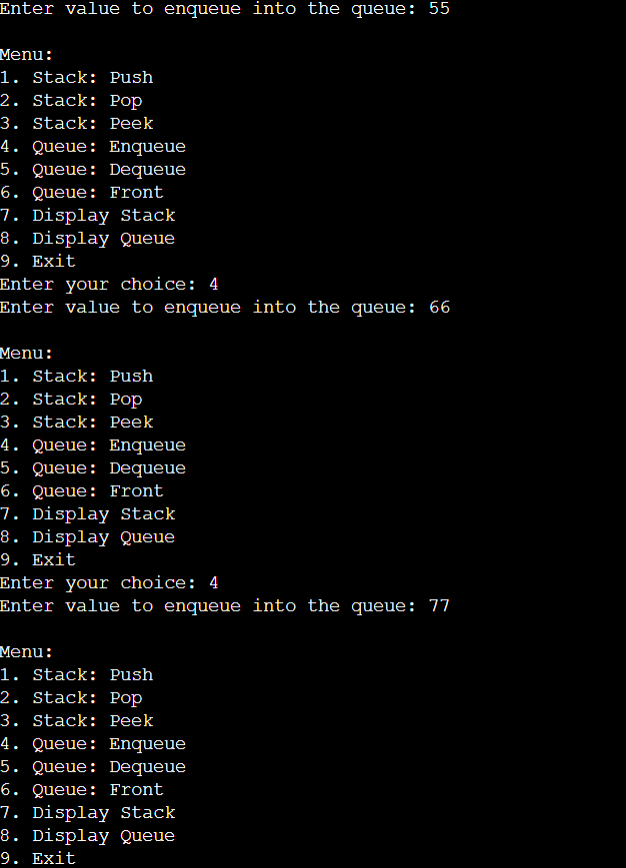 Enter value to enqueue into the queue: 55
Menu:
1. Stack: Push
2. Stack: Pop
3. Stack: Peek
4. Queue: Enqueue
5. Queue: Dequeue
6. Queue: Front
7. Display Stack
8. Display Queue
9. Exit
Enter your choice: 4
Enter value to enqueue into the queue: 66
Menu:
1. Stack: Push
2. Stack: Pop
3. Stack: Peek
4. Queue: Enqueue
5. Queue: Dequeue
6. Queue: Front
7. Display Stack
8. Display Queue
9. Exit
Enter your choice: 4
Enter value to enqueue into the queue: 77
Menu:
1. Stack: Push
2. Stack: Pop
3. Stack: Peek
4. Queue: Enqueue
5. Queue: Dequeue
6. Queue: Front
7. Display Stack
8. Display Queue
9. Exit